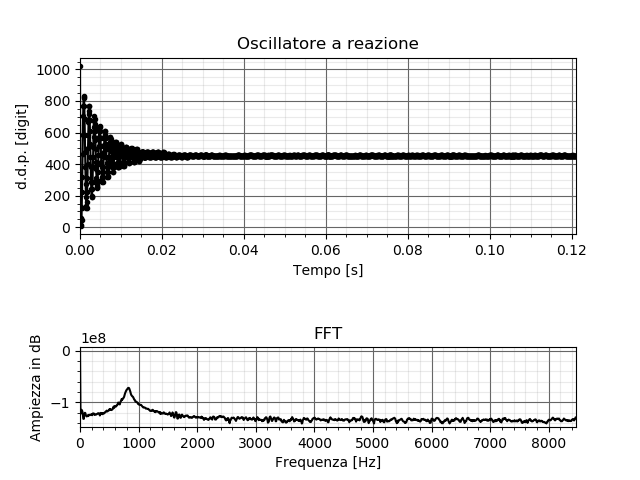 Oscillatore a reazione
1000
800
600
400
200
0
d.d.p. [digit]
0.00 0.02 0.04 0.06 0.08 0.10 0.12
Tempo [s]
FFT
1e8
0
−1
Ampiezza in dB
0 1000 2000 3000 4000 5000 6000 7000 8000
Frequenza [Hz]